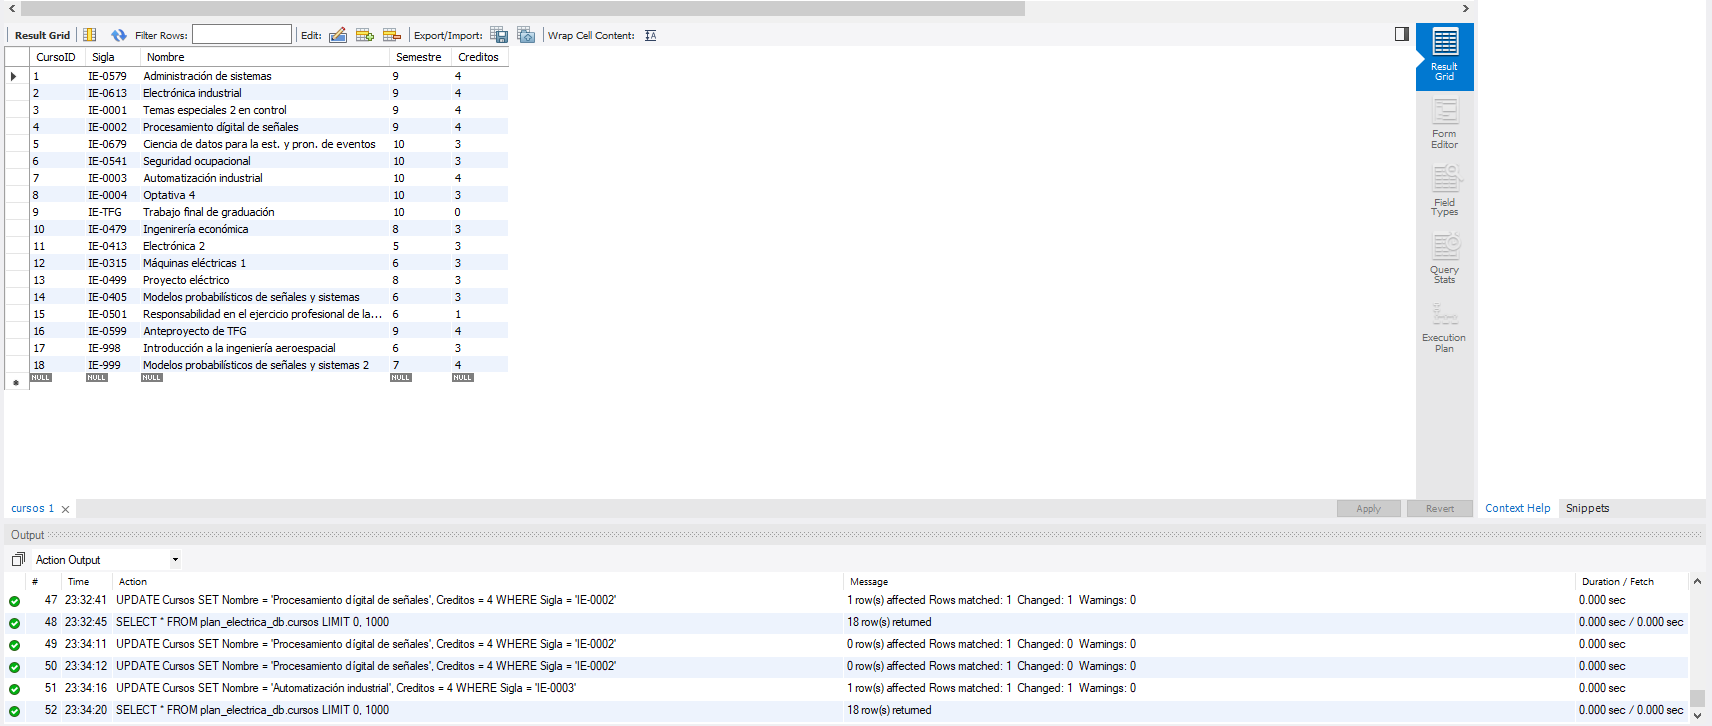 Result Grid Filter Rows: Edit: Export/Import: Wrap Cell Content:
CursoID Sigla Nombre Semestre Creditos
1 IE-0579 Administración de sistemas 9 4
2 IE-0613 Electrónica industrial 9 4
3 IE-0001 Temas especiales 2 en control 9 4
4 IE-0002 Procesamiento dígital de señales 9 4
5 IE-0679 Ciencia de datos para la est. y pron. de eventos 10 3
6 IE-0541 Seguridad ocupacional 10 3
7 IE-0003 Automatización industrial 10 4
8 IE-0004 Optativa 4 10 3
9 IE-TFG Trabajo final de graduación 10 0
10 IE-0479 Ingenirería económica 8 3
11 IE-0413 Electrónica 2 5 3
12 IE-0315 Máquinas eléctricas 1 6 3
13 IE-0499 Proyecto eléctrico 8 3
14 IE-0405 Modelos probabilísticos de señales y sistemas 6 3
15 IE-0501 Responsabilidad en el ejercicio profesional de la... 6 1
16 IE-0599 Anteproyecto de TFG 9 4
17 IE-998 Introducción a la ingeniería aeroespacial 6 3
18 IE-999 Modelos probabilísticos de señales y sistemas 2 7 4
NULL NULL NULL NULL NULL
Result
Grid
Form
Editor
Field
Types
Query
Stats
Execution
Plan
cursos 1 Apply Revert Context Help Snippets
Output
Action Output
# Time Action Message Duration / Fetch
47 23:32:41 UPDATE Cursos SET Nombre = 'Procesamiento dígital de señales', Creditos = 4 WHERE Sigla = 'IE-0002' 1 row(s) affected Rows matched: 1 Changed: 1 Warnings: 0 0.000 sec
48 23:32:45 SELECT * FROM plan_electrica_db.cursos LIMIT 0, 1000 18 row(s) returned 0.000 sec / 0.000 sec
49 23:34:11 UPDATE Cursos SET Nombre = 'Procesamiento dígital de señales', Creditos = 4 WHERE Sigla = 'IE-0002' 0 row(s) affected Rows matched: 1 Changed: 0 Warnings: 0 0.000 sec
50 23:34:12 UPDATE Cursos SET Nombre = 'Procesamiento dígital de señales', Creditos = 4 WHERE Sigla = 'IE-0002' 0 row(s) affected Rows matched: 1 Changed: 0 Warnings: 0 0.000 sec
51 23:34:16 UPDATE Cursos SET Nombre = 'Automatización industrial', Creditos = 4 WHERE Sigla = 'IE-0003' 1 row(s) affected Rows matched: 1 Changed: 1 Warnings: 0 0.000 sec
52 23:34:20 SELECT * FROM plan_electrica_db.cursos LIMIT 0, 1000 18 row(s) returned 0.000 sec / 0.000 sec